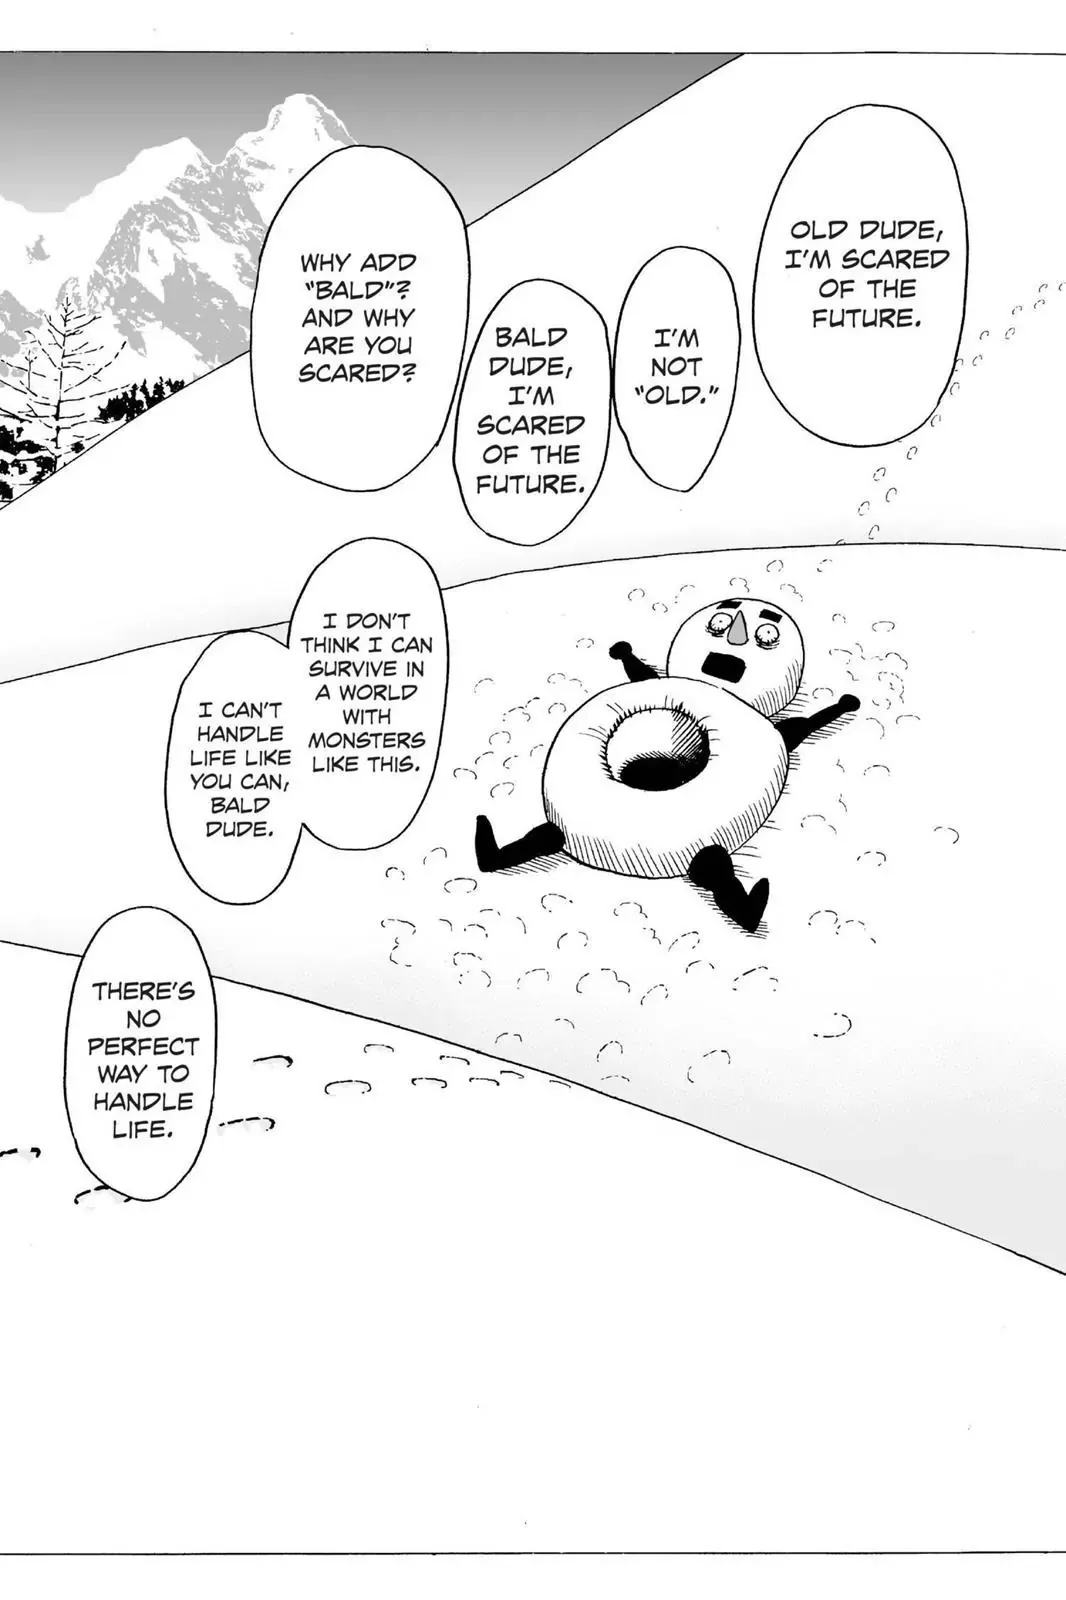 OLD DUDE,
I'M SCARED
OF THE
FUTURE.
I'M
NOT
"OLD."
BALD
DUDE,
I'M
SCARED
OF THE
FUTURE.
WHY ADD
"BALD"?
AND WHY
ARE YOU
SCARED?
I DON'T
THINK I CAN
SURVIVE IN
A WORLD
WITH
MONSTERS
LIKE THIS.
I CAN'T
HANDLE
LIFE LIKE
YOU CAN,
BALD
DUDE.
THERE'S
NO
PERFECT
WAY TO
HANDLE
LIFE.